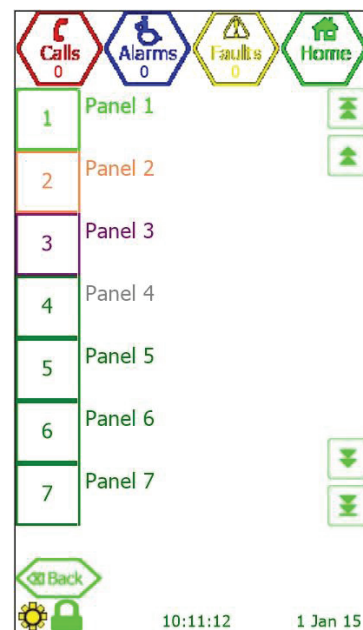 Calls Alarms Faults Home
0 0 0
1 Panel 1
2 Panel 2
3 Panel 3
4 Panel 4
5 Panel 5
6 Panel 6
7 Panel 7
Back
10:11:12 1 Jan 15